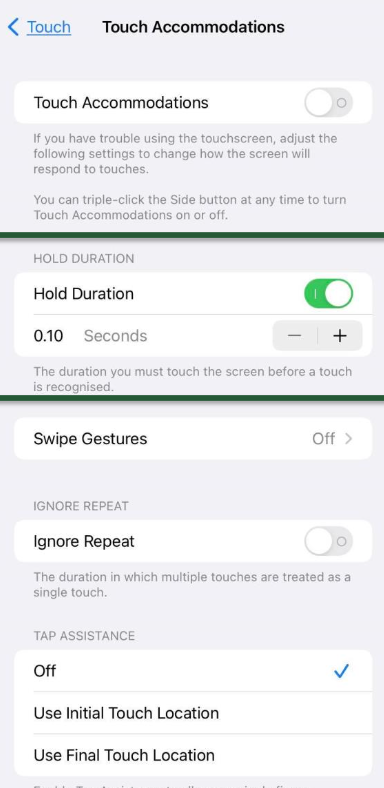 Touch Touch Accommodations
Touch Accommodations
If you have trouble using the touchscreen, adjust the
following settings to change how the screen will
respond to touches.
You can triple-click the Side button at any time to turn
Touch Accommodations on or off.
HOLD DURATION
Hold Duration
0.10 Seconds
The duration you must touch the screen before a touch
is recognised.
Swipe Gestures Off
IGNORE REPEAT
Ignore Repeat
The duration in which multiple touches are treated as a
single touch.
TAP ASSISTANCE
Off
Use Initial Touch Location
Use Final Touch Location